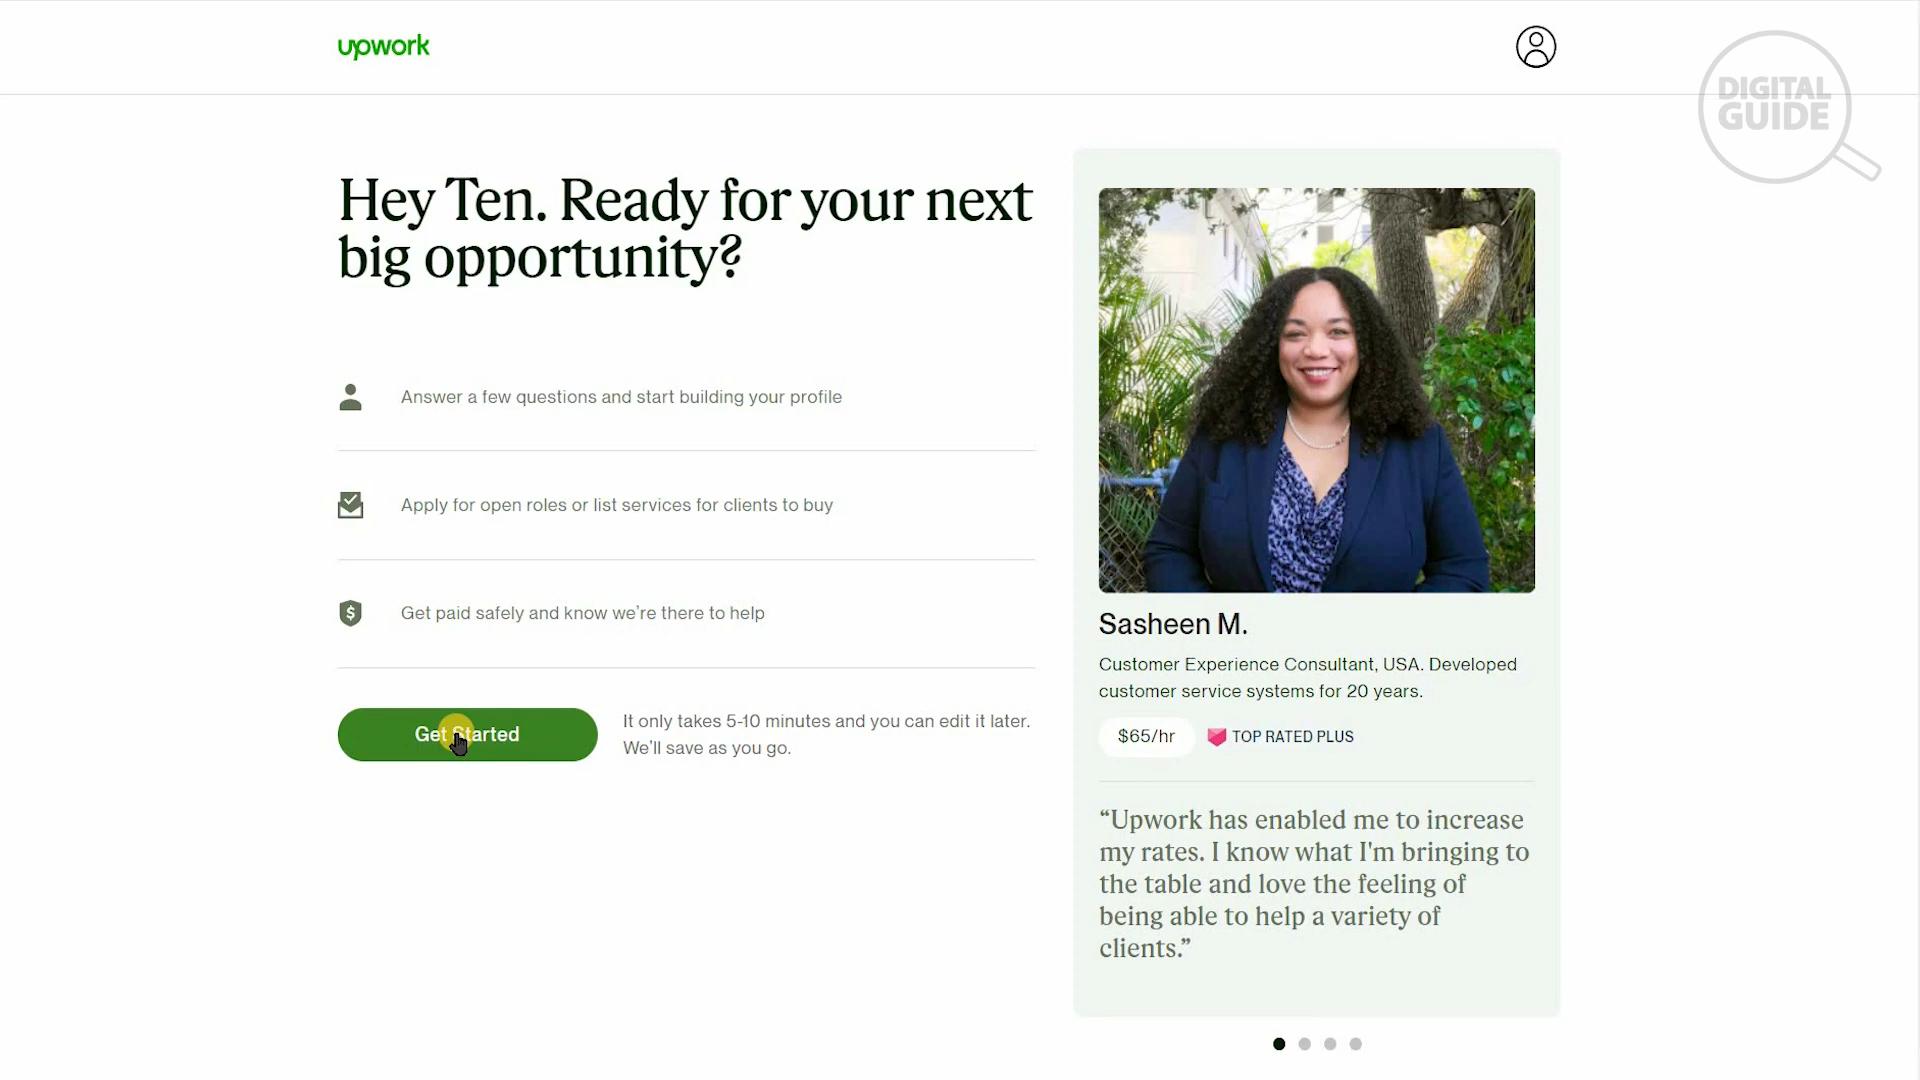 upwork
DIGITAL
GUIDE
Hey Ten. Ready for your next
big opportunity?
Answer a few questions and start building your profile
Apply for open roles or list services for clients to buy
$
Get paid safely and know we’re there to help
Get Started
It only takes 5-10 minutes and you can edit it later.
We’ll save as you go.
Sasheen M.
Customer Experience Consultant, USA. Developed
customer service systems for 20 years.
$65/hr
TOP RATED PLUS
“Upwork has enabled me to increase
my rates. I know what I'm bringing to
the table and love the feeling of
being able to help a variety of
clients.”